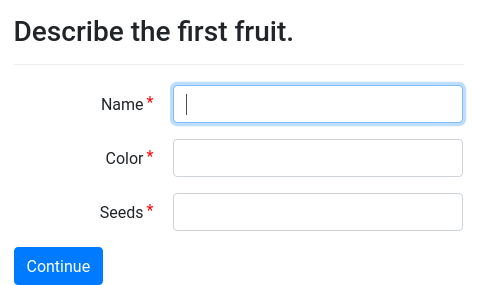 Describe the first fruit.
Name *
Color *
Seeds *
Continue